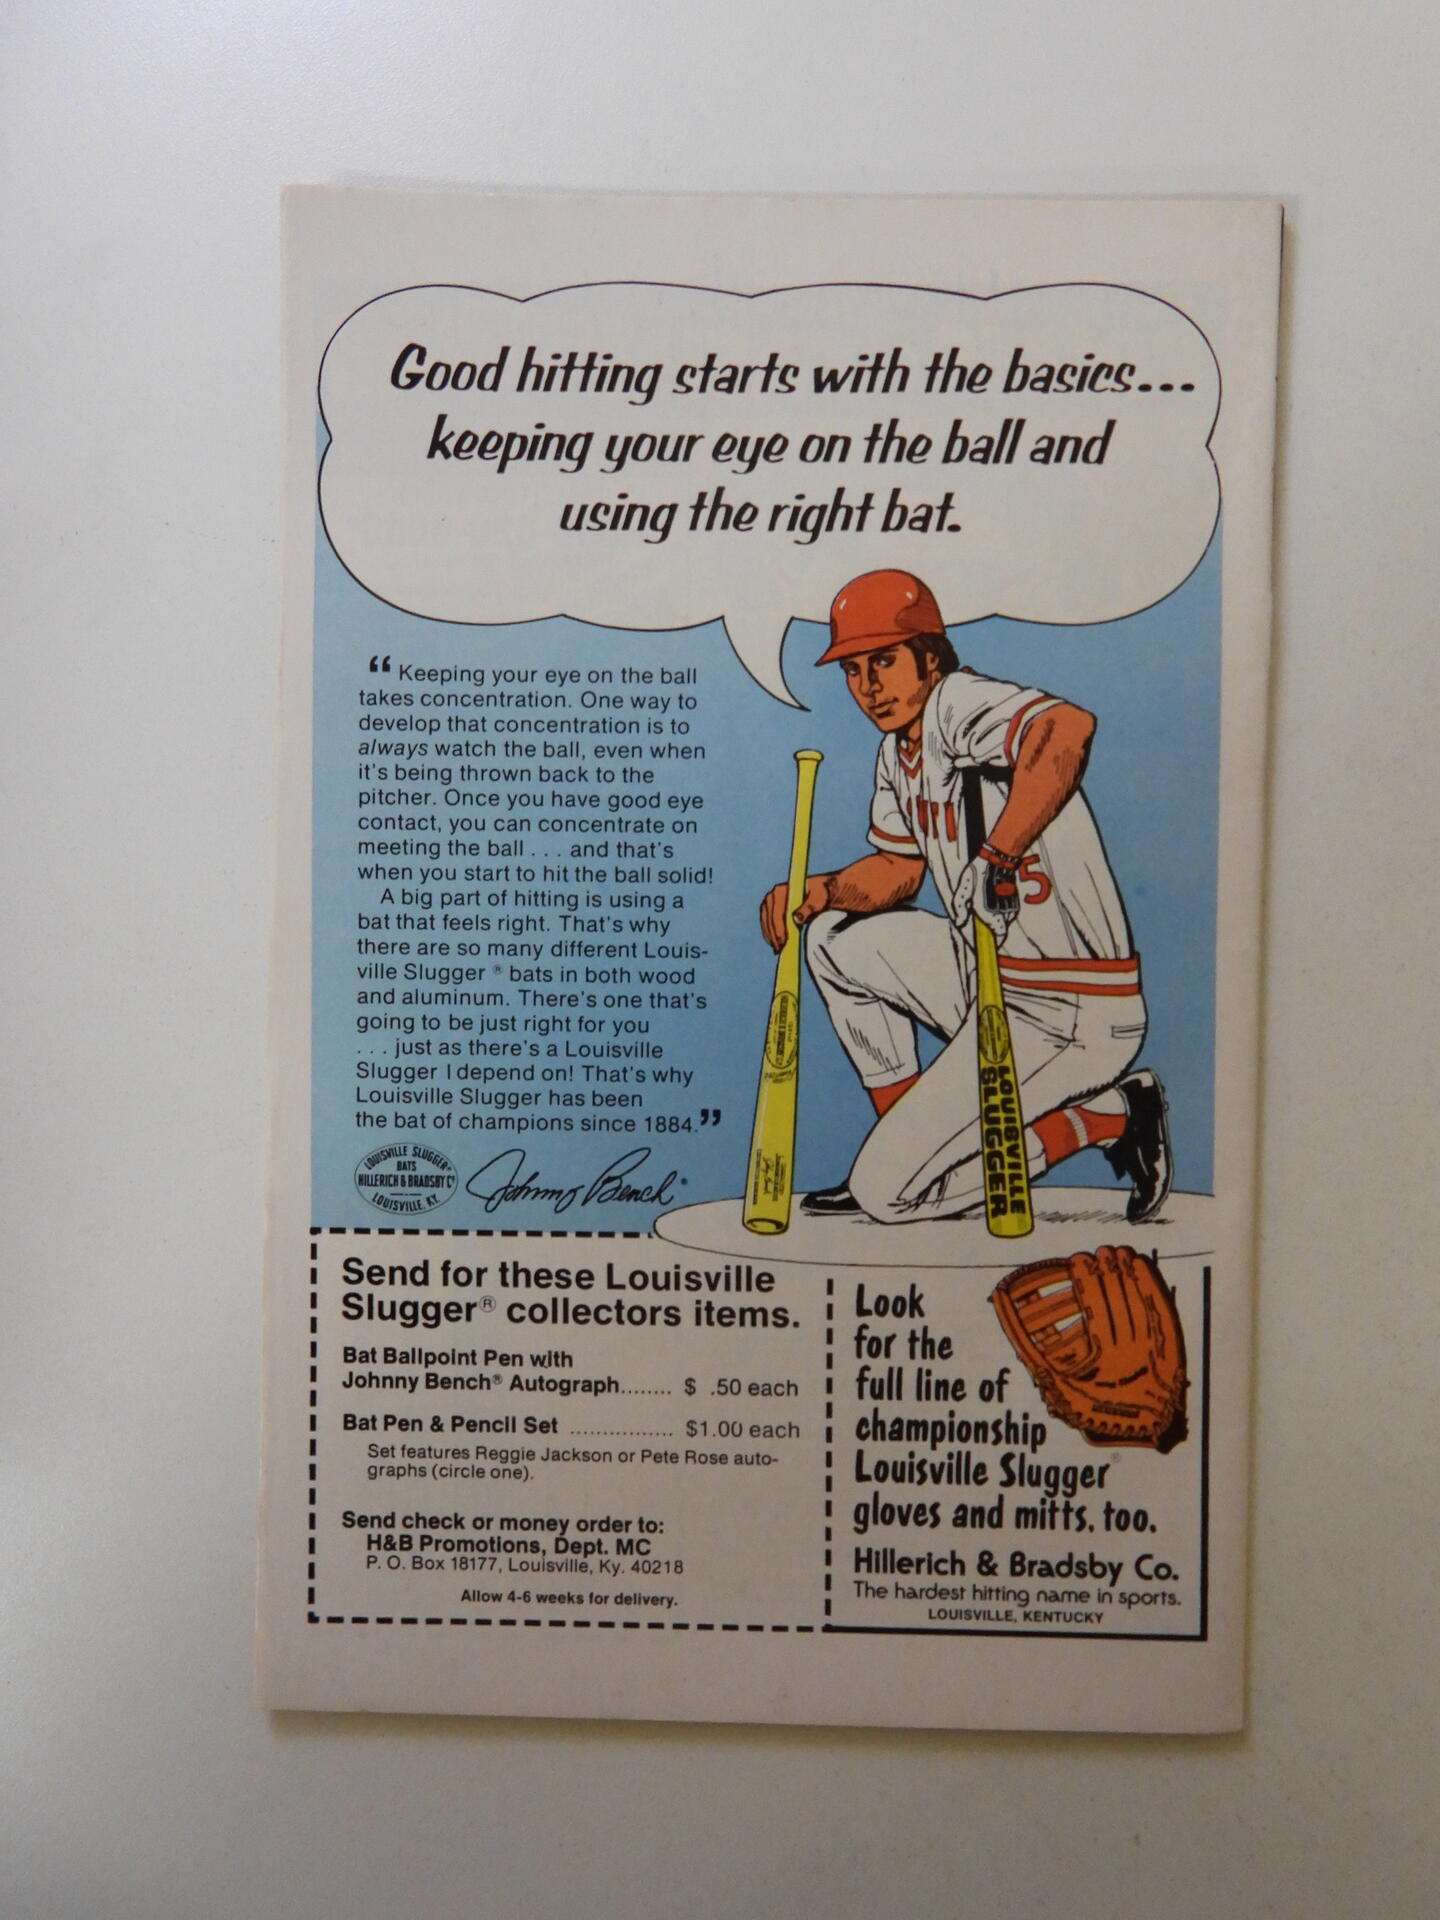 Good hitting starts with the basics...
keeping your eye on the ball and
using the right bat.
“Keeping your eye on the ball
takes concentration. One way to
develop that concentration is to
always watch the ball, even when
it's being thrown back to the
pitcher. Once you have good eye
contact, you can concentrate on
meeting the ball . . . and that's
when you start to hit the ball solid!
A big part of hitting is using a
bat that feels right. That's why
there are so many different Louis-
ville Slugger ® bats in both wood
and aluminum. There's one that's
going to be just right for you
. . . just as there's a Louisville
Slugger I depend on! That's why
Louisville Slugger has been
the bat of champions since 1884.”
LOUISVILLE SLUGGER®
BATS
HILLERICH & BRADSBY Co
LOUISVILLE, KY.
Johnny Bench®
5
LOUISVILLE
SLUGGER
Send for these Louisville
Slugger® collectors items.
Bat Ballpoint Pen with
Johnny Bench® Autograph........ $ .50 each
Bat Pen & Pencil Set ................ $1.00 each
Set features Reggie Jackson or Pete Rose auto-
graphs (circle one).
Send check or money order to:
H&B Promotions, Dept. MC
P. O. Box 18177, Louisville, Ky. 40218
Allow 4-6 weeks for delivery.
Look
for the
full line of
championship
Louisville Slugger®
gloves and mitts, too.
Hillerich & Bradsby Co.
The hardest hitting name in sports.
LOUISVILLE, KENTUCKY